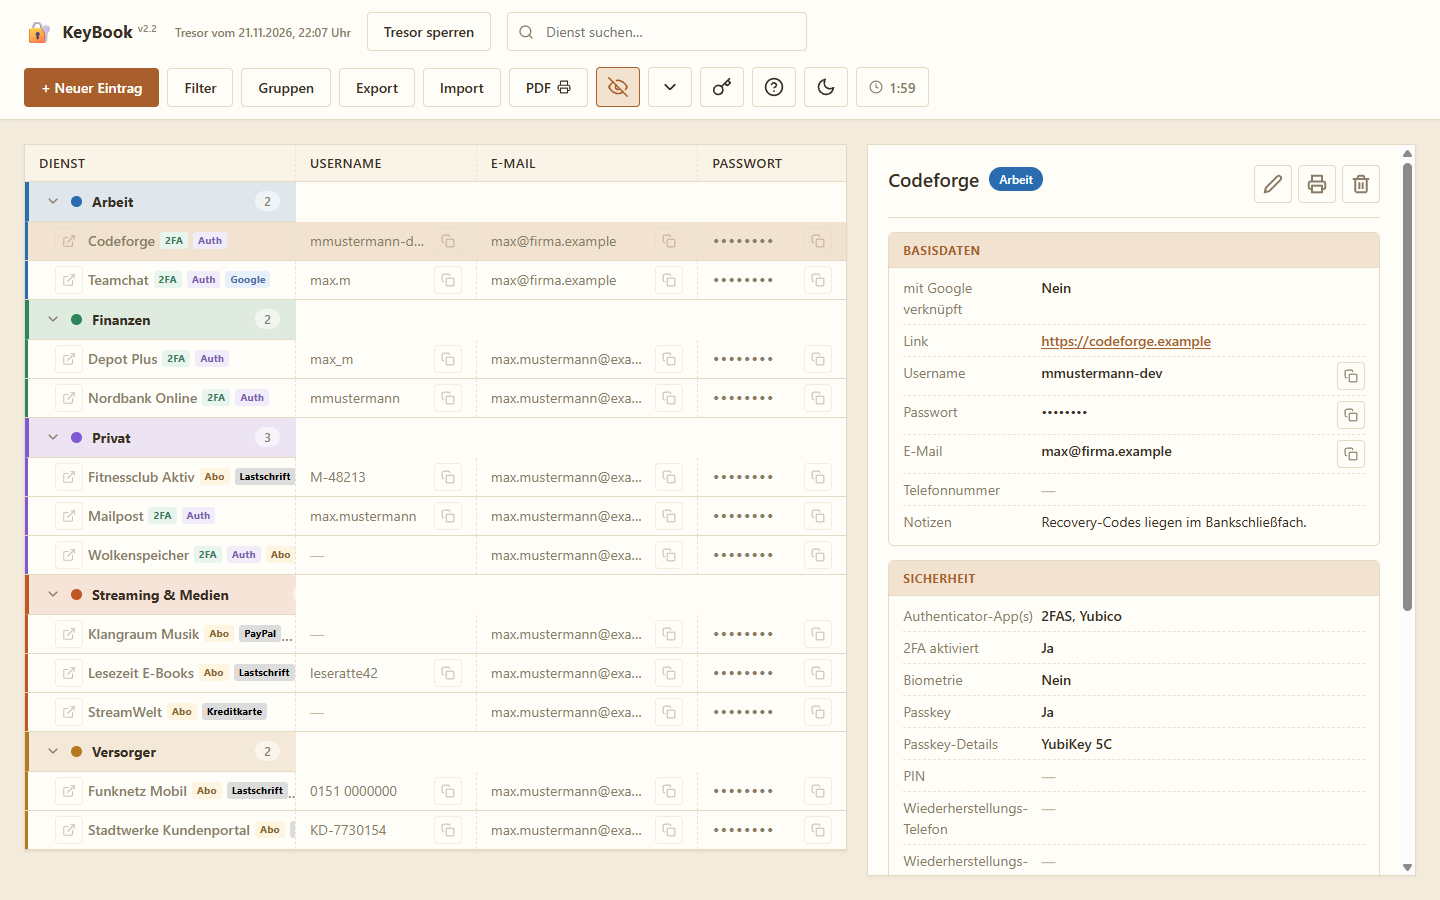 KeyBook v2.2 Tresor vom 21.11.2026, 22:07 Uhr Tresor sperren Dienst suchen...
+ Neuer Eintrag Filter Gruppen Export Import PDF 1:59
DIENST USERNAME E-MAIL PASSWORT
Arbeit 2
Codeforge 2FA Auth mmustermann-d... max@firma.example ••••••••
Teamchat 2FA Auth Google max.m max@firma.example ••••••••
Finanzen 2
Depot Plus 2FA Auth max_m max.mustermann@exa... ••••••••
Nordbank Online 2FA Auth mmustermann max.mustermann@exa... ••••••••
Privat 3
Fitnessclub Aktiv Abo Lastschrift M-48213 max.mustermann@exa... ••••••••
Mailpost 2FA Auth max.mustermann max.mustermann@exa... ••••••••
Wolkenspeicher 2FA Auth Abo — max.mustermann@exa... ••••••••
Streaming & Medien
Klangraum Musik Abo PayPal ... — max.mustermann@exa... ••••••••
Lesezeit E-Books Abo Lastschrift leseratte42 max.mustermann@exa... ••••••••
StreamWelt Abo Kreditkarte — max.mustermann@exa... ••••••••
Versorger 2
Funknetz Mobil Abo Lastschrift .. 0151 0000000 max.mustermann@exa... ••••••••
Stadtwerke Kundenportal Abo KD-7730154 max.mustermann@exa... ••••••••
Codeforge Arbeit
BASISDATEN
mit Google verknüpft Nein
Link https://codeforge.example
Username mmustermann-dev
Passwort ••••••••
E-Mail max@firma.example
Telefonnummer —
Notizen Recovery-Codes liegen im Bankschließfach.
SICHERHEIT
Authenticator-App(s) 2FAS, Yubico
2FA aktiviert Ja
Biometrie Nein
Passkey Ja
Passkey-Details YubiKey 5C
PIN —
Wiederherstellungs-Telefon —
Wiederherstellungs- —